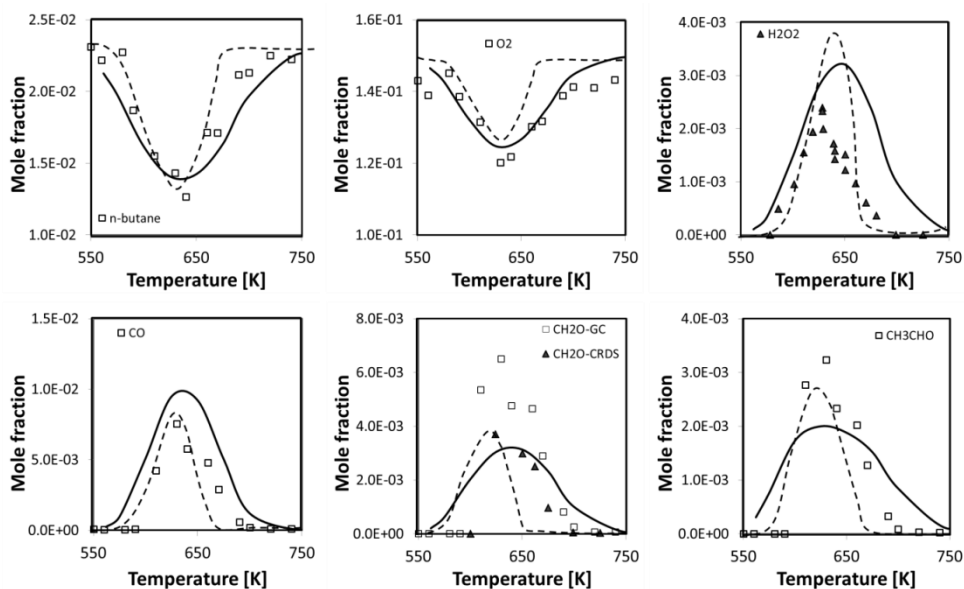 2.5E-02
2.0E-02
1.5E-02
1.0E-02
Mole fraction
n-butane
550
650
750
Temperature [K]
1.6E-01
1.4E-01
1.2E-01
1.0E-01
Mole fraction
O2
550
650
750
Temperature [K]
4.0E-03
3.0E-03
2.0E-03
1.0E-03
0.0E+00
Mole fraction
H2O2
550
650
750
Temperature [K]
1.5E-02
1.0E-02
5.0E-03
0.0E+00
Mole fraction
CO
550
650
750
Temperature [K]
8.0E-03
6.0E-03
4.0E-03
2.0E-03
0.0E+00
Mole fraction
CH2O-GC
CH2O-CRDS
550
650
750
Temperature [K]
4.0E-03
3.0E-03
2.0E-03
1.0E-03
0.0E+00
Mole fraction
CH3CHO
550
650
750
Temperature [K]